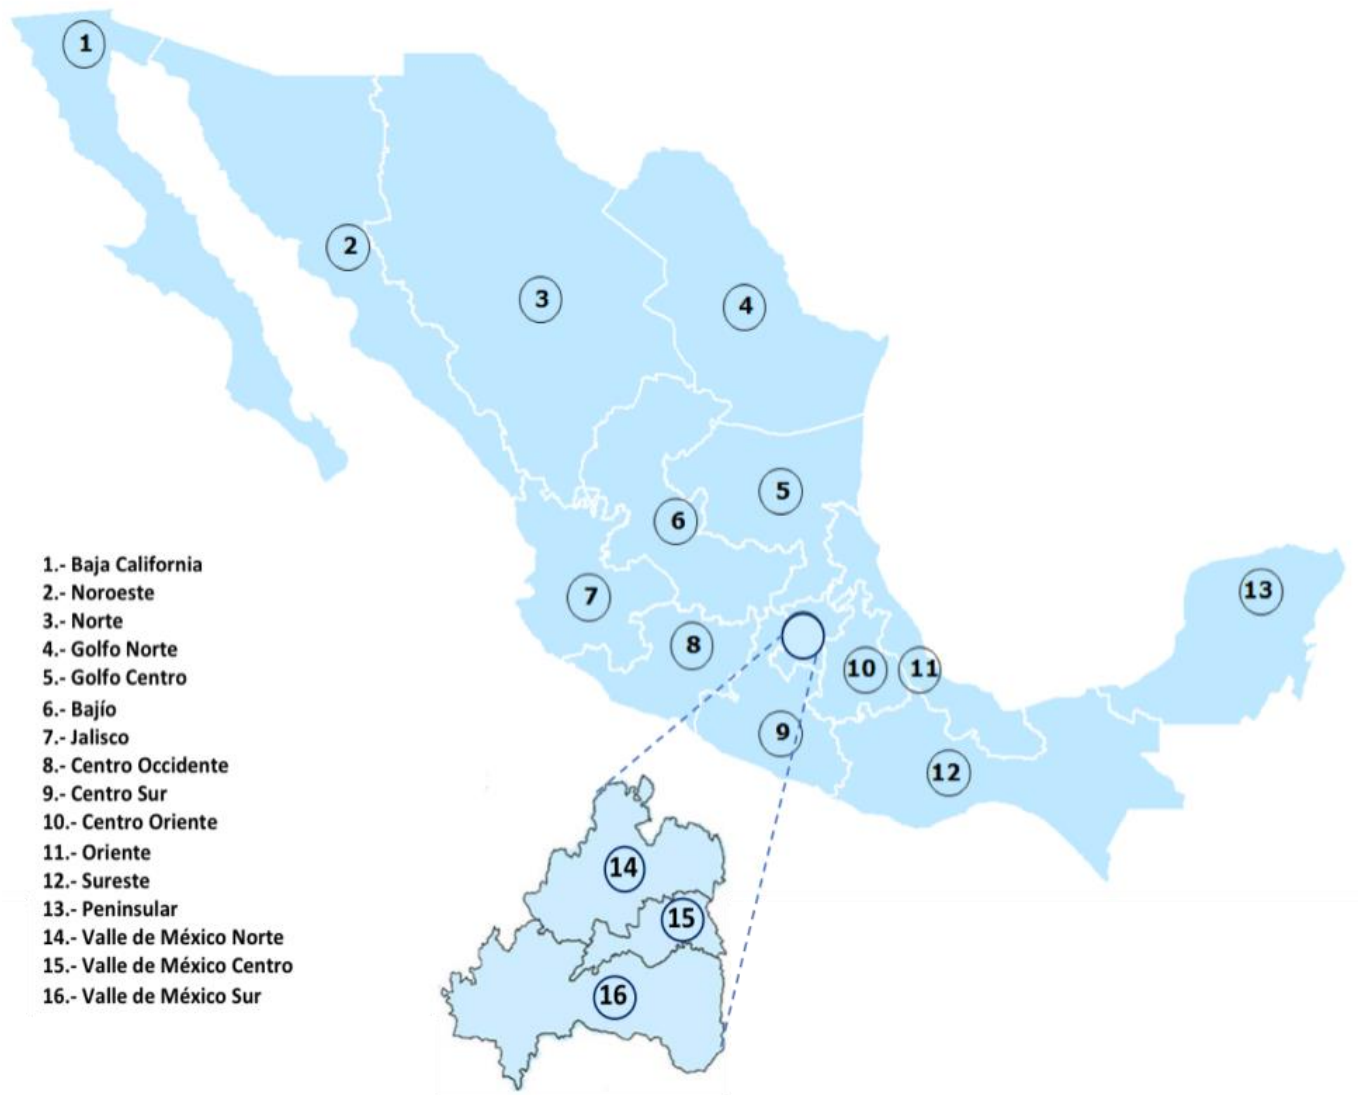 1
2
3
4
5
6
7
8
9
10
11
12
13
14
15
16
1.- Baja California
2.- Noroeste
3.- Norte
4.- Golfo Norte
5.- Golfo Centro
6.- Bajío
7.- Jalisco
8.- Centro Occidente
9.- Centro Sur
10.- Centro Oriente
11.- Oriente
12.- Sureste
13.- Peninsular
14.- Valle de México Norte
15.- Valle de México Centro
16.- Valle de México Sur